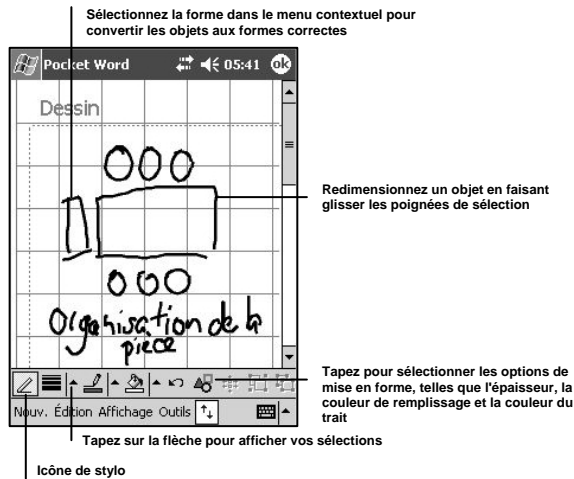 Sélectionnez la forme dans le menu contextuel pour
convertir les objets aux formes correctes
Pocket Word 05:41 ok
Dessin
Redimensionnez un objet en faisant
glisser les poignées de sélection
Organisation de la
piece
Tapez pour sélectionner les options de
mise en forme, telles que l'épaisseur, la
couleur de remplissage et la couleur du
trait
Nouv. Édition Affichage Outils
Tapez sur la flèche pour afficher vos sélections
Icône de stylo